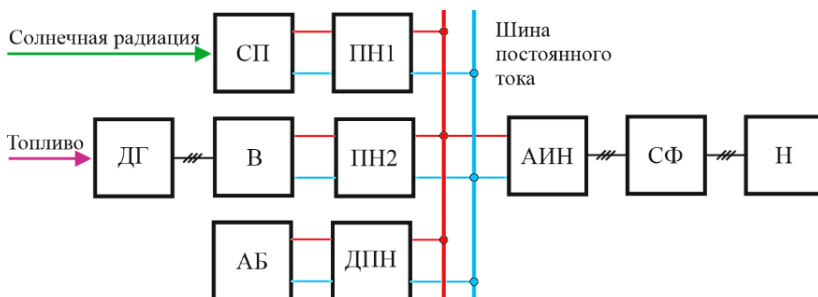 Солнечная радиация
СП
ПН1
Шина
постоянного
тока
Топливо
ДГ
В
ПН2
АИН
СФ
Н
АБ
ДПН